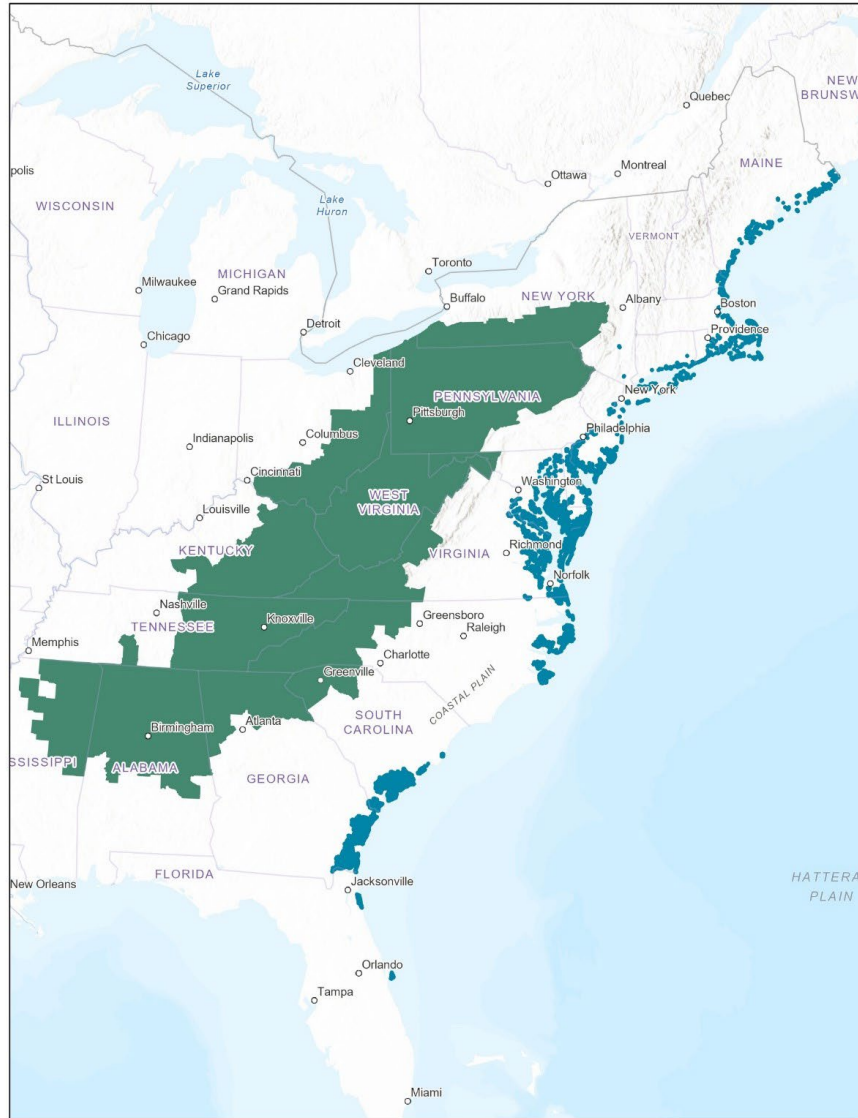 Lake
Superior
Quebec
NEW
BRUNSW
Ottawa
Montreal
MAINE
polis
Lake
Huron
WISCONSIN
VERMONT
Toronto
MICHIGAN
Milwaukee
Grand Rapids
Buffalo
NEW YORK
Albany
Boston
Detroit
Chicago
Providence
Cleveland
PENNSYLVANIA
New York
Pittsburgh
ILLINOIS
Columbus
Philadelphia
Indianapolis
Cincinnati
St Louis
Washington
WEST
VIRGINIA
Louisville
KENTUCKY
VIRGINIA
Richmond
Norfolk
Nashville
TENNESSEE
Knoxville
Greensboro
Raleigh
Memphis
Charlotte
Greenville
COASTAL PLAIN
SOUTH
CAROLINA
Birmingham
Atlanta
SSISSIPPI
ALABAMA
GEORGIA
FLORIDA
HATTERA
PLAIN
New Orleans
Jacksonville
Orlando
Tampa
Miami